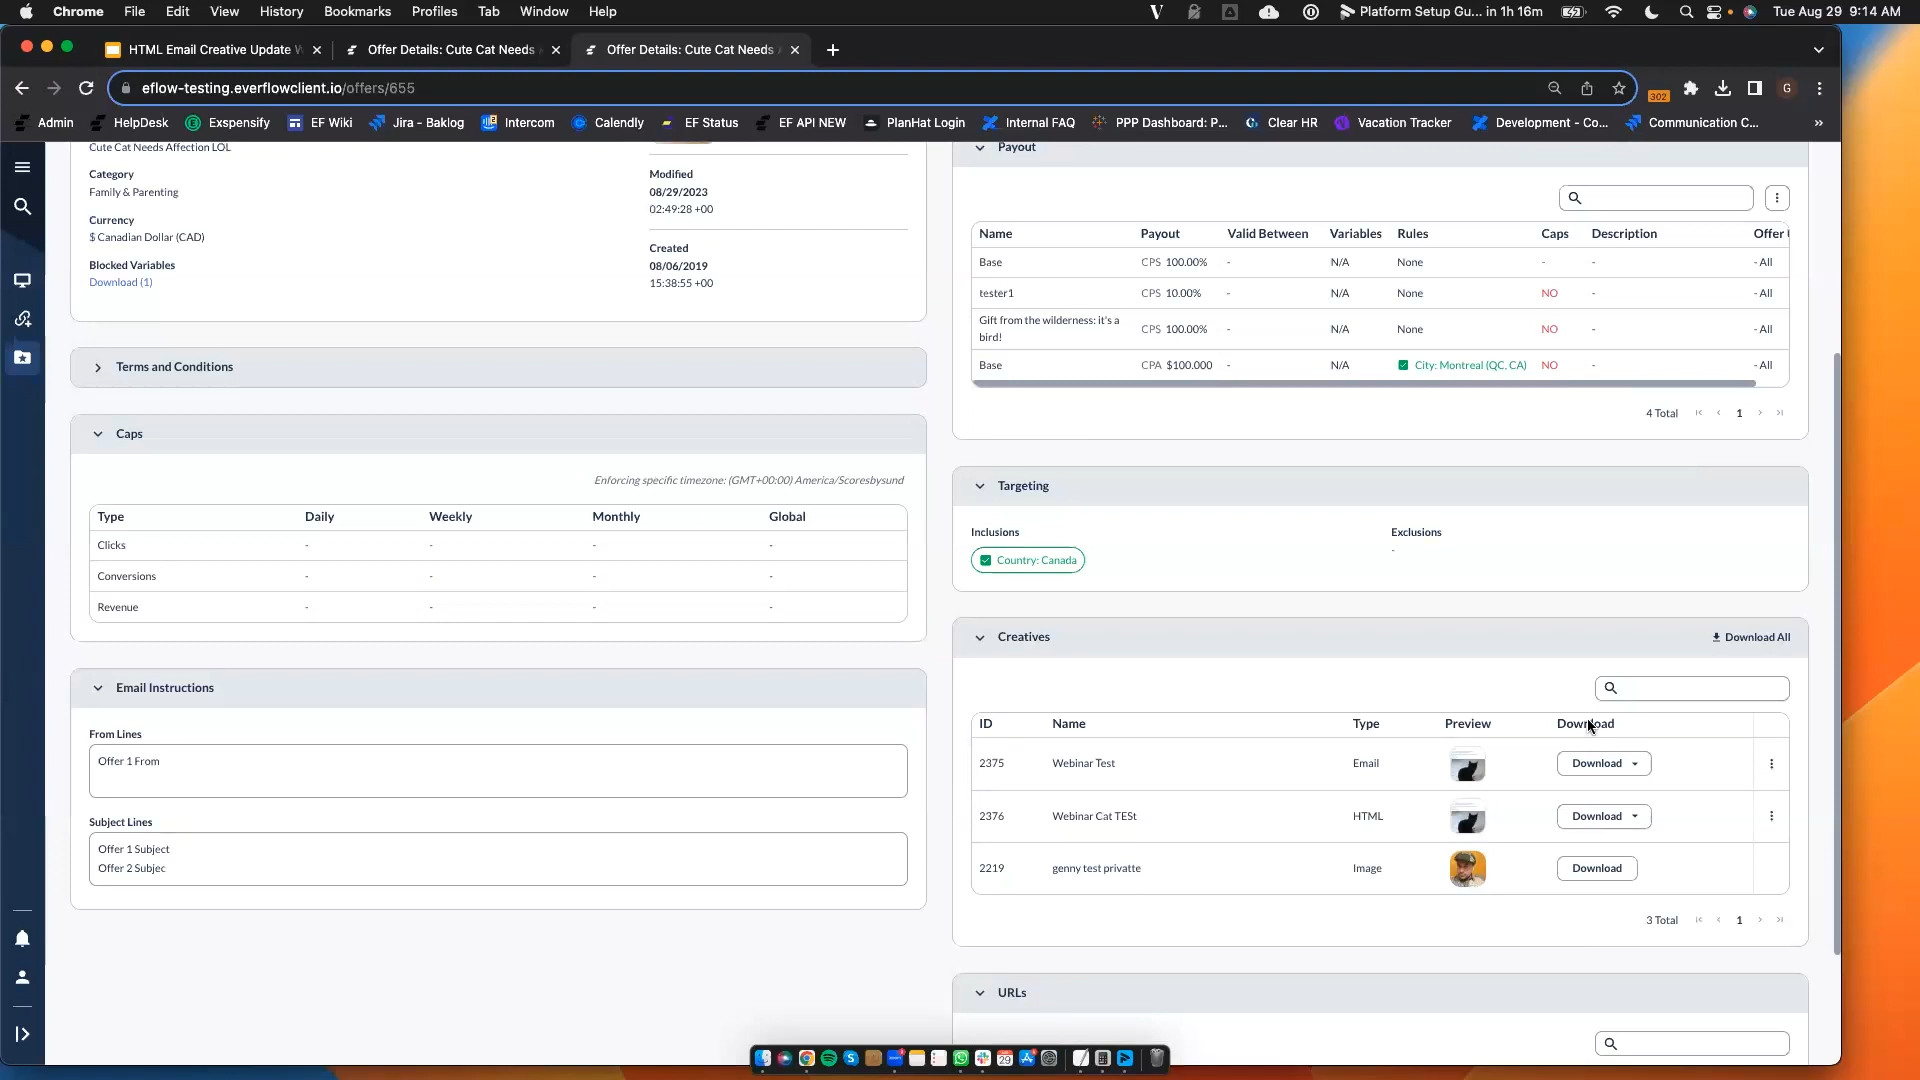 Chrome File Edit View History Bookmarks Profiles Tab Window Help
Platform Setup Gu... in 1h 16m Tue Aug 29 9:14 AM
HTML Email Creative Update
Offer Details: Cute Cat Needs
Offer Details: Cute Cat Needs
eflow-testing.everflowclient.io/offers/655
302
G
Admin HelpDesk Expensify EF Wiki Jira - Baklog Intercom Calendly EF Status EF API NEW PlanHat Login Internal FAQ PPP Dashboard: P... Clear HR Vacation Tracker Development - Co... Communication C... »
Cute Cat Needs Affection LOL
Category
Family & Parenting
Currency
$ Canadian Dollar (CAD)
Blocked Variables
Download (1)
Modified
08/29/2023
02:49:28 +00
Created
08/06/2019
15:38:55 +00
Terms and Conditions
Caps
Enforcing specific timezone: (GMT+00:00) America/Scoresbysund
Type Daily Weekly Monthly Global
Clicks - - - -
Conversions - - - -
Revenue - - - -
Email Instructions
From Lines
Offer 1 From
Subject Lines
Offer 1 Subject
Offer 2 Subjec
Payout
Name Payout Valid Between Variables Rules Caps Description Offer
Base CPS 100.00% - N/A None - - - All
tester1 CPS 10.00% - N/A None NO - - All
Gift from the wilderness: it's a
bird! CPS 100.00% - N/A None NO - - All
Base CPA $100.000 - N/A City: Montreal (QC, CA) NO - - All
4 Total 1
Targeting
Inclusions Exclusions
Country: Canada -
Creatives Download All
ID Name Type Preview Download
2375 Webinar Test Email Download
2376 Webinar Cat TESt HTML Download
2219 genny test privatte Image Download
3 Total 1
URLs